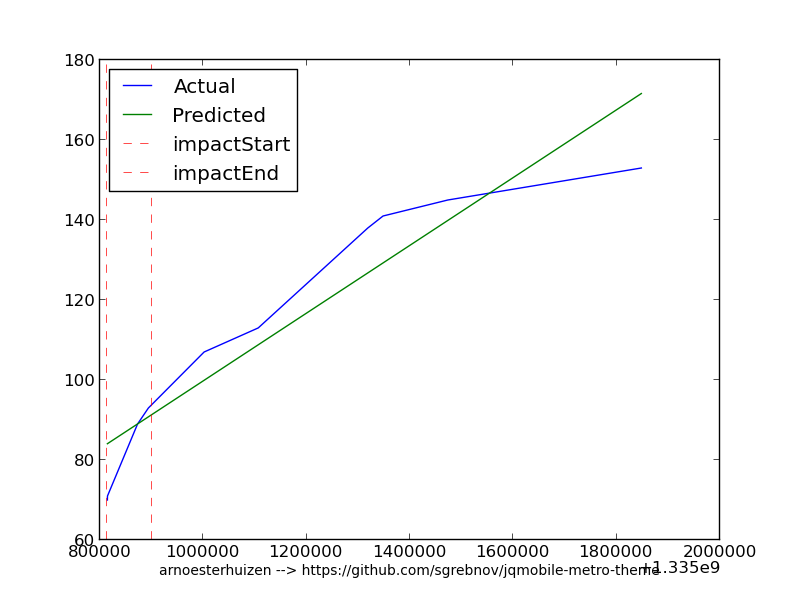 180
160
140
120
100
80
60
Actual
Predicted
impactStart
impactEnd
800000 1000000 1200000 1400000 1600000 1800000 2000000
+1.335e9
arnoesterhuizen --> https://github.com/sgrebnov/jqmobile-metro-theme